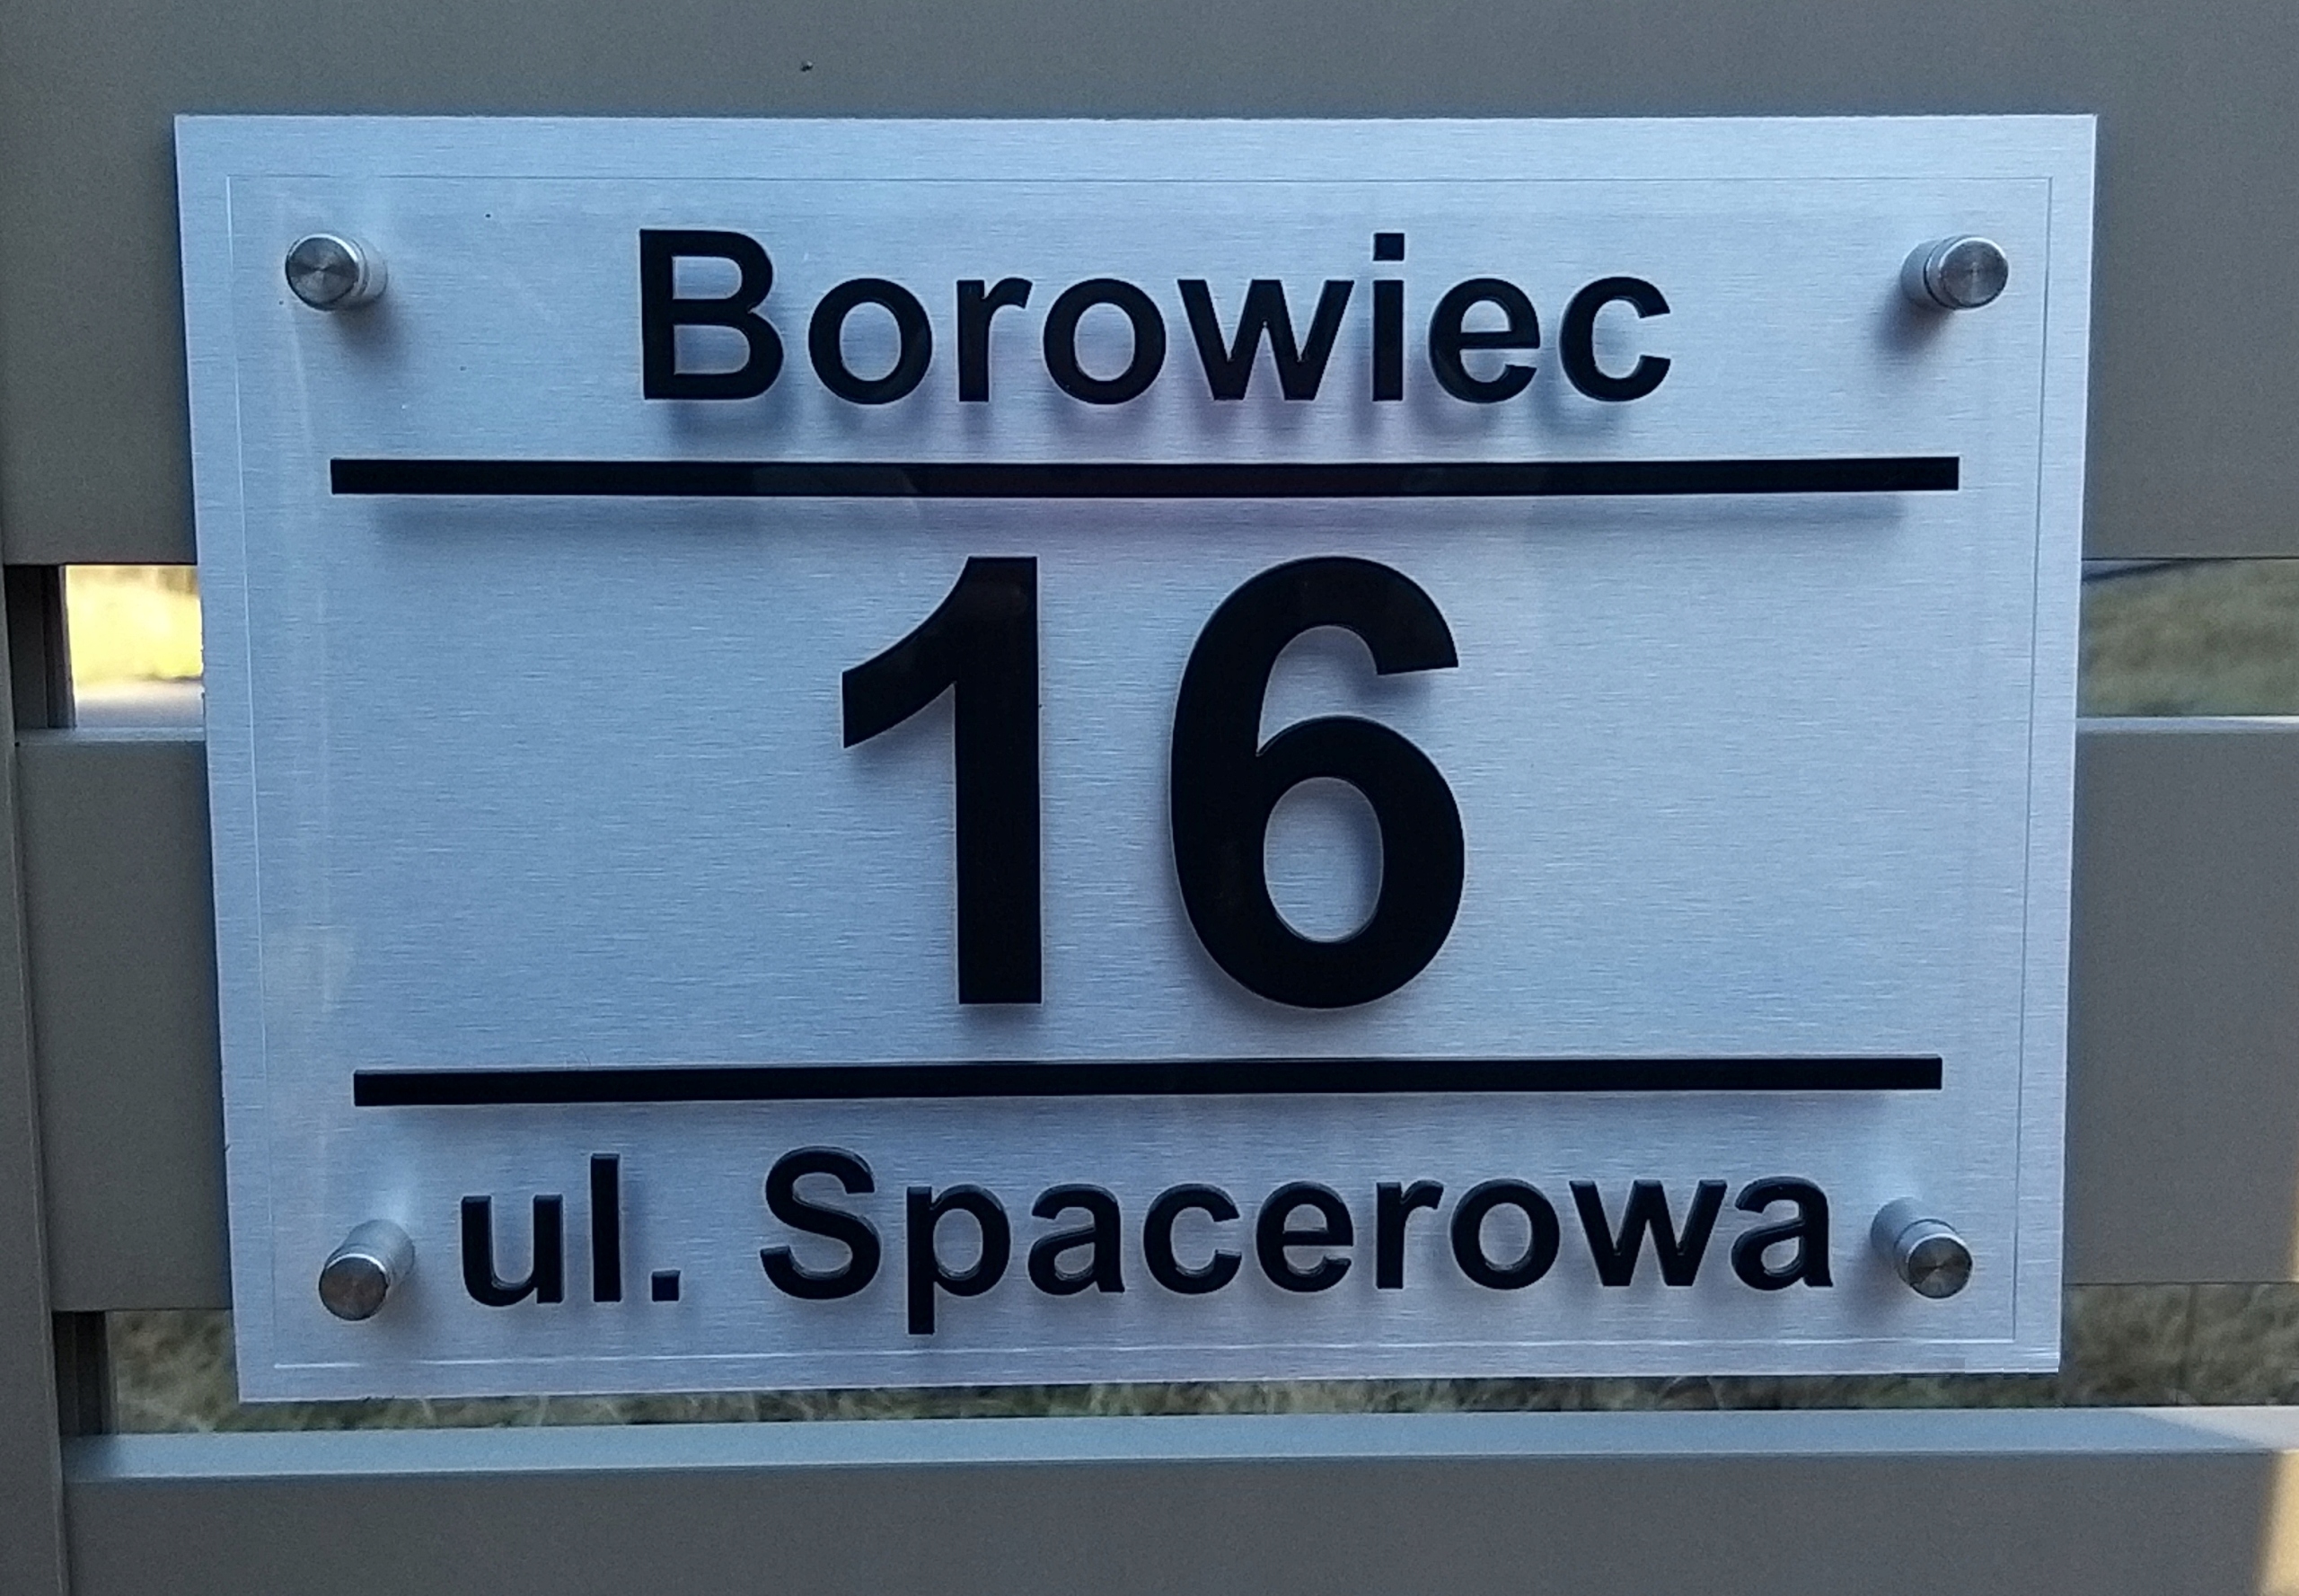 Borowiec
16
ul. Spacerowa